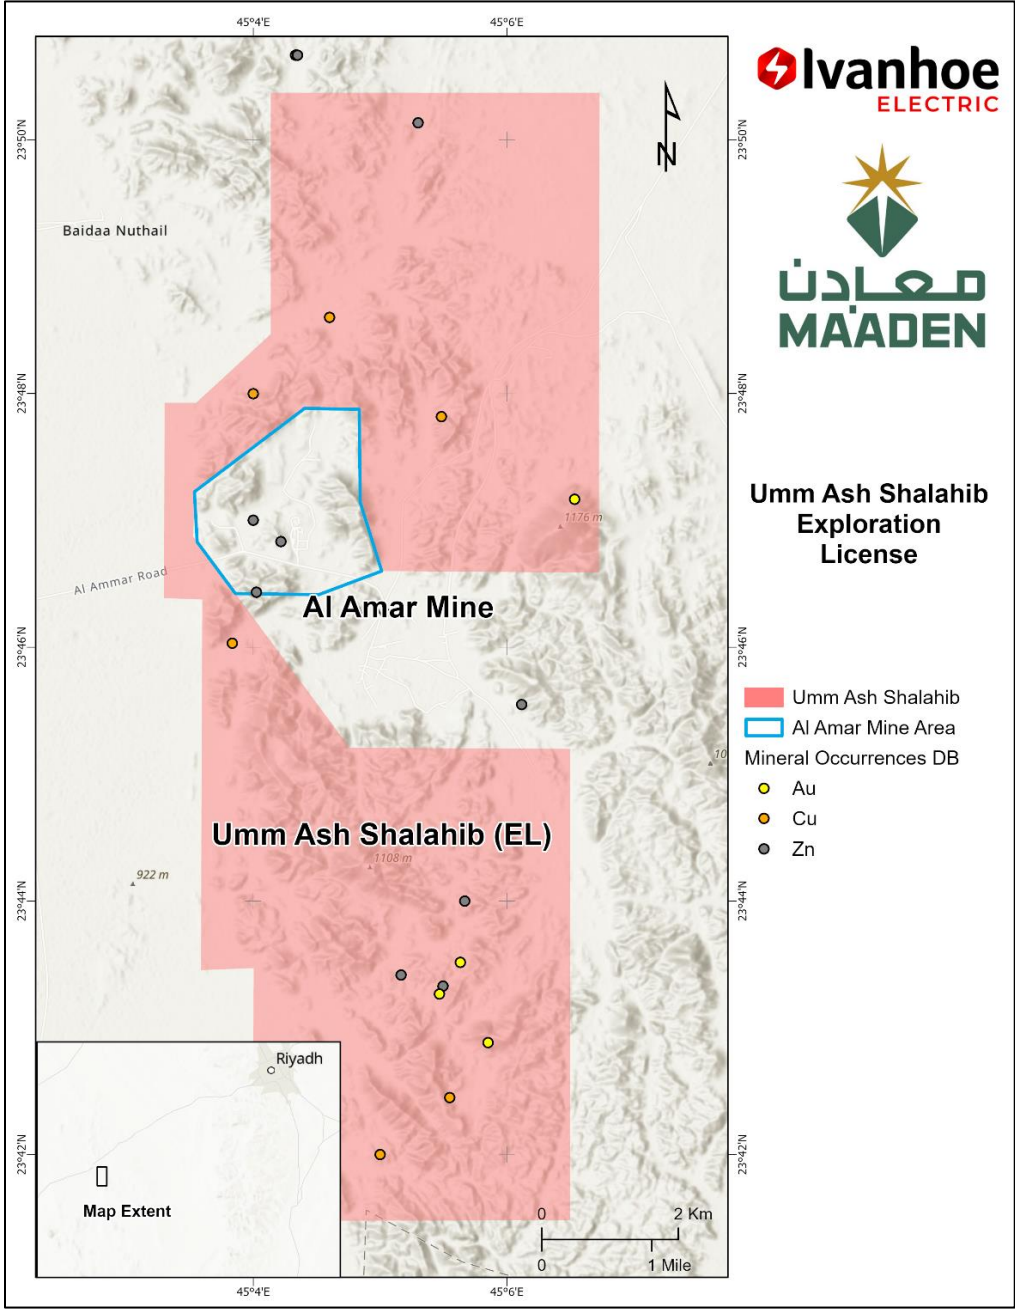 45°4'E
45°6'E
Ivanhoe
ELECTRIC
N
23°50'N
23°50'N
Baidaa Nuthail
معادن
MAADEN
23°48'N
23°48'N
1176 m
Umm Ash Shalahib
Exploration
License
Al Ammar Road
Al Amar Mine
23°46'N
23°46'N
Umm Ash Shalahib
Al Amar Mine Area
Mineral Occurrences DB
Au
Cu
Zn
10
Umm Ash Shalahib (EL)
1108 m
922 m
23°44'N
23°44'N
Riyadh
Map Extent
23°42'N
23°42'N
0
2 Km
0
1 Mile
45°4'E
45°6'E